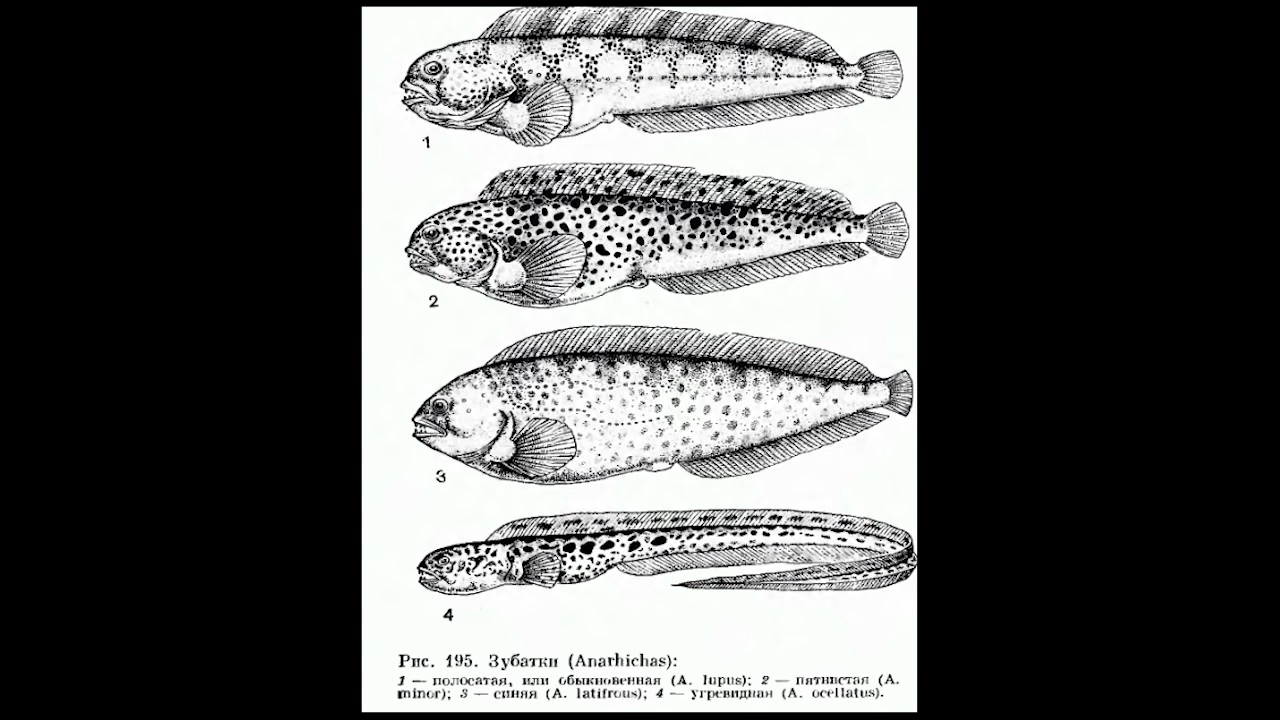 1
2
3
4
Рис. 195. Зубатки (Anarhichas):
1 — полосатая, или обыкновенная (A. lupus); 2 — пятнистая (A.
minor); 3 — синяя (A. latifrous); 4 — угревидная (A. ocellatus).